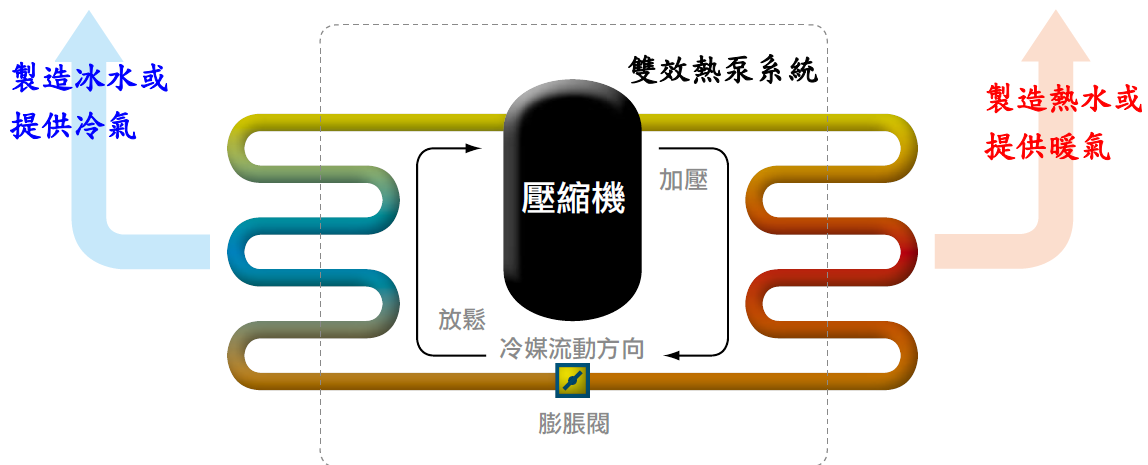 雙效熱泵系統
製造冰水或
提供冷氣
製造熱水或
提供暖氣
壓縮機
加壓
放鬆
冷媒流動方向
膨脹閥